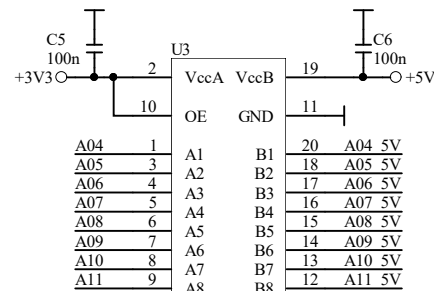 C5 C6
100n U3 100n
+3V3 2 VccA VccB 19 +5V
10 OE GND 11
A04 1 A1 B1 20 A04 5V
A05 3 A2 B2 18 A05 5V
A06 4 A3 B3 17 A06 5V
A07 5 A4 B4 16 A07 5V
A08 6 A5 B5 15 A08 5V
A09 7 A6 B6 14 A09 5V
A10 8 A7 B7 13 A10 5V
A11 9 A8 B8 12 A11 5V